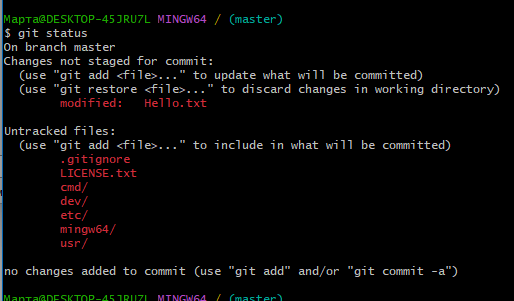 Марта@DESKTOP-45JRU7L MINGW64 / (master)
$ git status
On branch master
Changes not staged for commit:
  (use "git add <file>..." to update what will be committed)
  (use "git restore <file>..." to discard changes in working directory)
        modified:   Hello.txt

Untracked files:
  (use "git add <file>..." to include in what will be committed)
        .gitignore
        LICENSE.txt
        cmd/
        dev/
        etc/
        mingw64/
        usr/

no changes added to commit (use "git add" and/or "git commit -a")

Марта@DESKTOP-45JRU7L MINGW64 / (master)